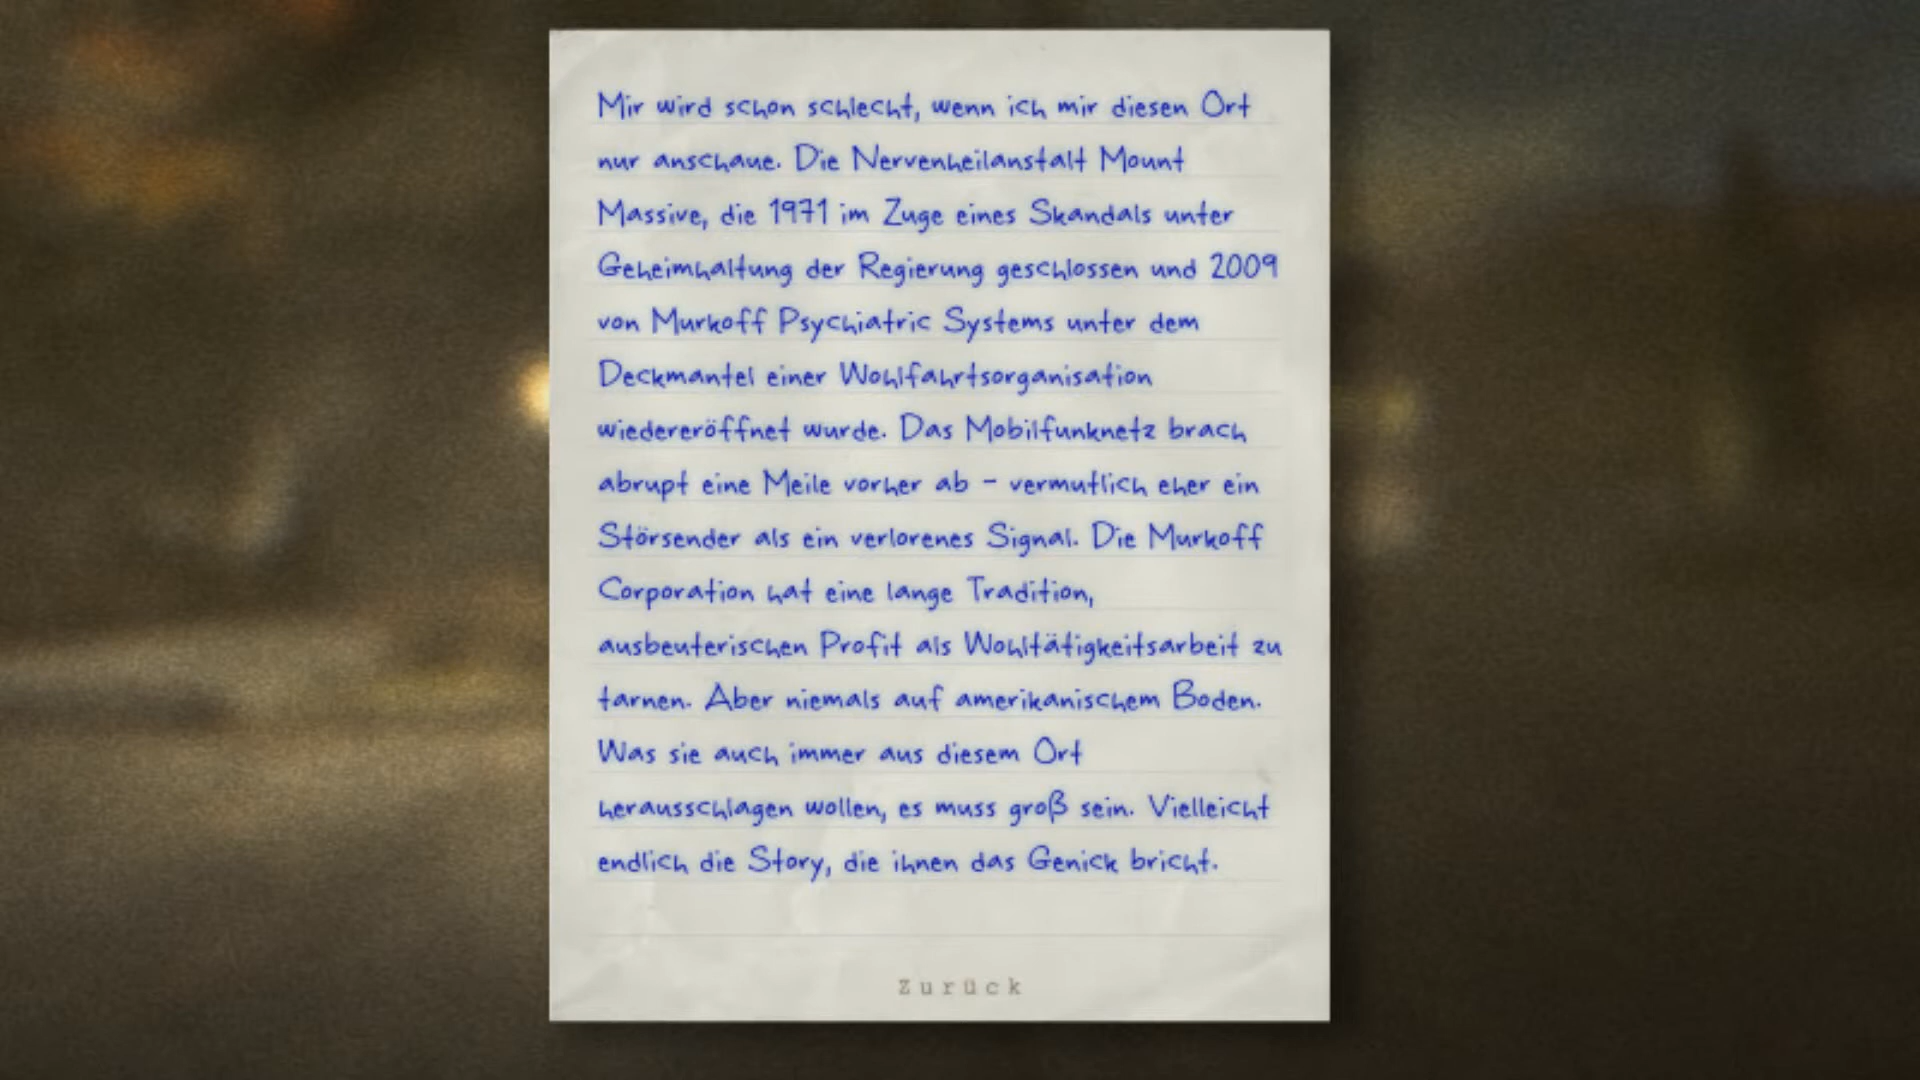 Mir wird schon schlecht, wenn ich mir diesen Ort
nur anschaue. Die Nervenheilanstalt Mount
Massive, die 1971 im Zuge eines Skandals unter
Geheimhaltung der Regierung geschlossen und 2009
von Murkoff Psychiatric Systems unter dem
Deckmantel einer Wohlfahrtsorganisation
wiedereröffnet wurde. Das Mobilfunknetz brach
abrupt eine Meile vorher ab - vermutlich eher ein
Störsender als ein verlorenes Signal. Die Murkoff
Corporation hat eine lange Tradition,
ausbeuterischen Profit als Wohltätigkeitsarbeit zu
tarnen. Aber niemals auf amerikanischem Boden.
Was sie auch immer aus diesem Ort
herausschlagen wollen, es muss groß sein. Vielleicht
endlich die Story, die ihnen das Genick bricht.
Zurück